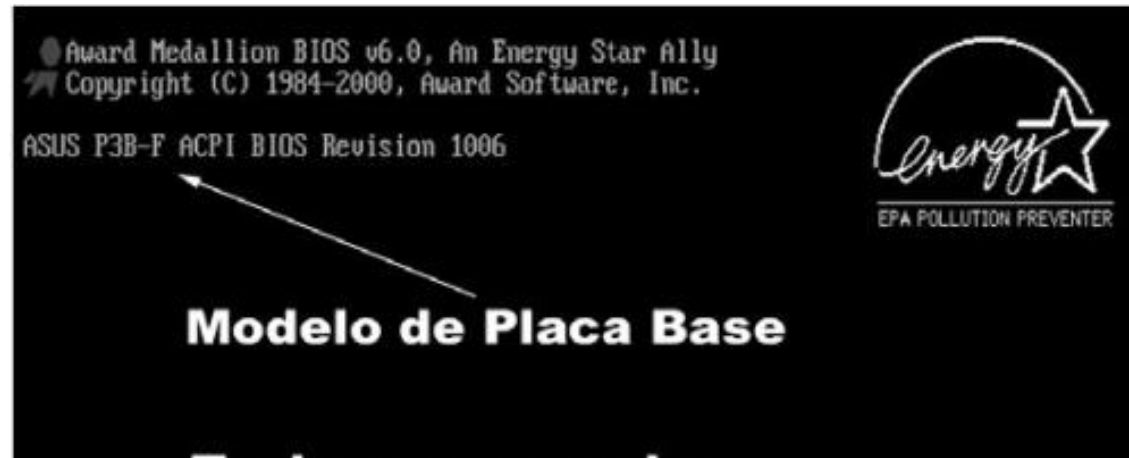 Award Medallion BIOS v6.0, An Energy Star Ally
Copyright (C) 1984-2000, Award Software, Inc.
ASUS P3B-F ACPI BIOS Revision 1006
energy
EPA POLLUTION PREVENTER
Modelo de Placa Base